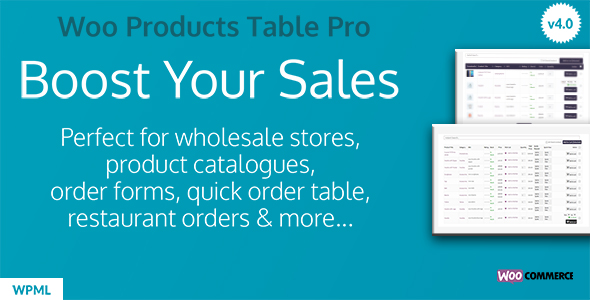 Woo Products Table Pro
v4.0
Boost Your Sales
Perfect for wholesale stores,
product catalogues,
order forms, quick order table,
restaurant orders & more...
WPML
WOO COMMERCE